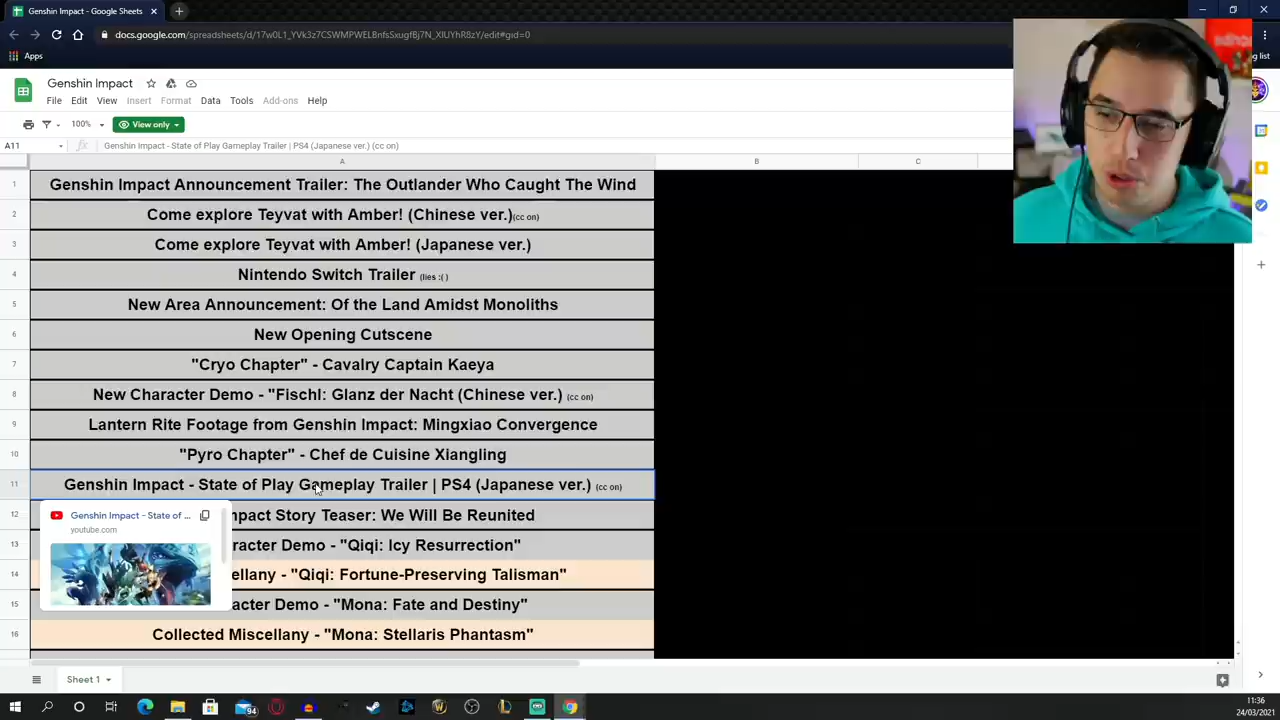 Genshin Impact - Google Sheets
docs.google.com/spreadsheets/d/17w0L1_YVk3z7CSWMPWELBnfsSxugfBj7N_XIUYhR8zY/edit#gid=0
Apps
ng list
Genshin Impact
File Edit View Insert Format Data Tools Add-ons Help
100% View only
A11 fx Genshin Impact - State of Play Gameplay Trailer | PS4 (Japanese ver.) (cc on)
A B C
1 Genshin Impact Announcement Trailer: The Outlander Who Caught The Wind
2 Come explore Teyvat with Amber! (Chinese ver.)(cc on)
3 Come explore Teyvat with Amber! (Japanese ver.)
4 Nintendo Switch Trailer (lies :( )
5 New Area Announcement: Of the Land Amidst Monoliths
6 New Opening Cutscene
7 "Cryo Chapter" - Cavalry Captain Kaeya
8 New Character Demo - "Fischl: Glanz der Nacht (Chinese ver.) (cc on)
9 Lantern Rite Footage from Genshin Impact: Mingxiao Convergence
10 "Pyro Chapter" - Chef de Cuisine Xiangling
11 Genshin Impact - State of Play Gameplay Trailer | PS4 (Japanese ver.) (cc on)
Genshin Impact - State of ...
youtube.com
12 mpact Story Teaser: We Will Be Reunited
13 racter Demo - "Qiqi: Icy Resurrection"
14 ellany - "Qiqi: Fortune-Preserving Talisman"
15 acter Demo - "Mona: Fate and Destiny"
16 Collected Miscellany - "Mona: Stellaris Phantasm"
Sheet 1
94
11:36
24/03/2021